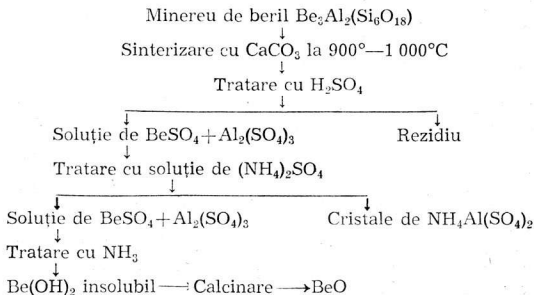 Minereu de beril Be₃Al₂(Si₆O₁₈)
Sinterizare cu CaCO₃ la 900°—1 000°C
Tratare cu H₂SO₄
Soluție de BeSO₄+Al₂(SO₄)₃ Rezidiu
Tratare cu soluție de (NH₄)₂SO₄
Soluție de BeSO₄+Al₂(SO₄)₃ Cristale de NH₄Al(SO₄)₂
Tratare cu NH₃
Be(OH)₂ insolubil —: Calcinare —→BeO